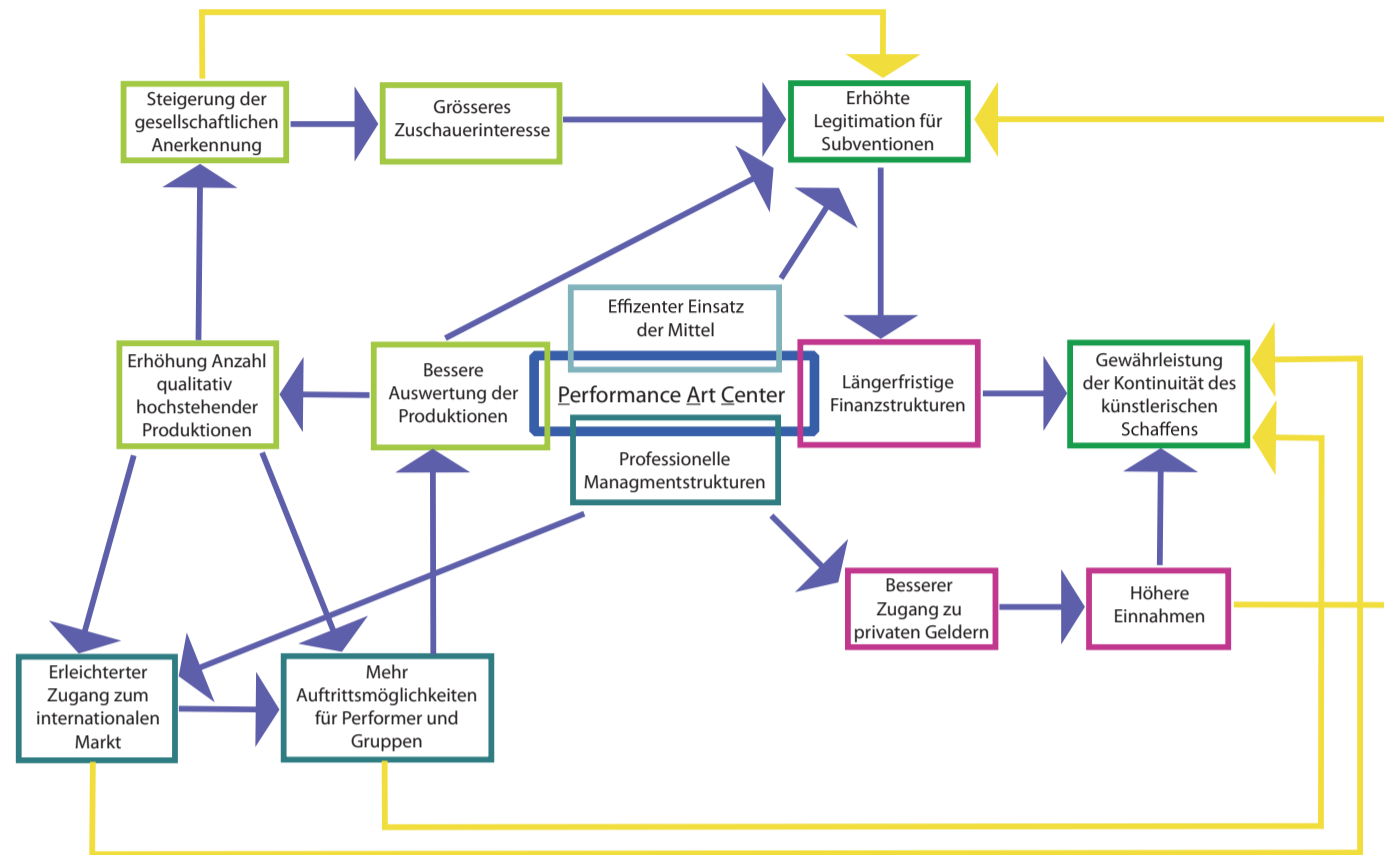 Steigerung der
gesellschaftlichen
Anerkennung
Grösseres
Zuschauerinteresse
Erhöhte
Legitimation für
Subventionen
Effizenter Einsatz
der Mittel
Erhöhung Anzahl
qualitativ
hochstehender
Produktionen
Bessere
Auswertung der
Produktionen
Performance Art Center
Längerfristige
Finanzstrukturen
Gewährleistung
der Kontinuität des
künstlerischen
Schaffens
Professionelle
Managmentstrukturen
Besserer
Zugang zu
privaten Geldern
Höhere
Einnahmen
Erleichterter
Zugang zum
internationalen
Markt
Mehr
Auftrittsmöglichkeiten
für Performer und
Gruppen